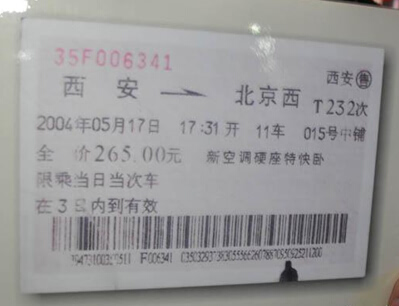 35F006341
西安 售
西安 → 北京西 T232次
2004年05月17日 17:31开 11车 015号中铺
全价265.00元 新空调硬座特快卧
限乘当日当次车
在3日内到有效
F006341